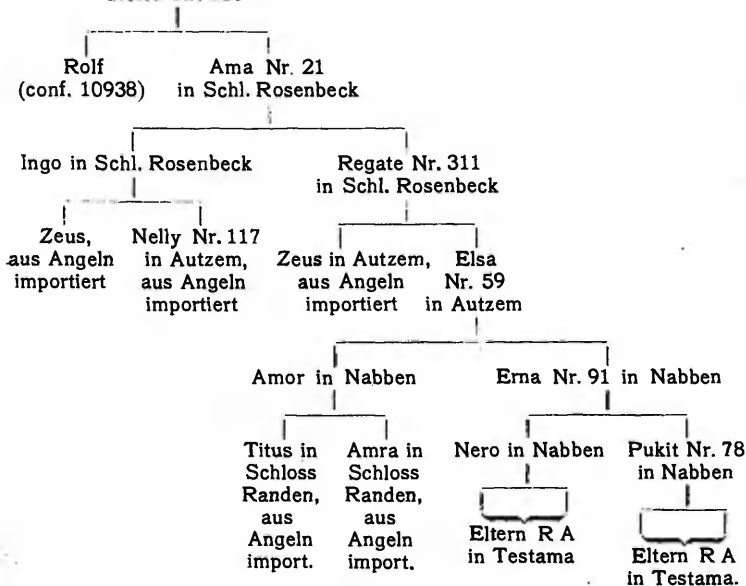 Rolf
(conf. 10938)
Ama Nr. 21
in Schl. Rosenbeck
Ingo in Schl. Rosenbeck
Regate Nr. 311
in Schl. Rosenbeck
Zeus,
aus Angeln
importiert
Nelly Nr. 117
in Autzem,
aus Angeln
importiert
Zeus in Autzem,
aus Angeln
importiert
Elsa
Nr. 59
in Autzem
Amor in Nabben
Erna Nr. 91 in Nabben
Titus in
Schloss
Randen,
aus
Angeln
import.
Amra in
Schloss
Randen,
aus
Angeln
import.
Nero in Nabben
Pukit Nr. 78
in Nabben
Eltern R A
in Testama
Eltern R A
in Testama.